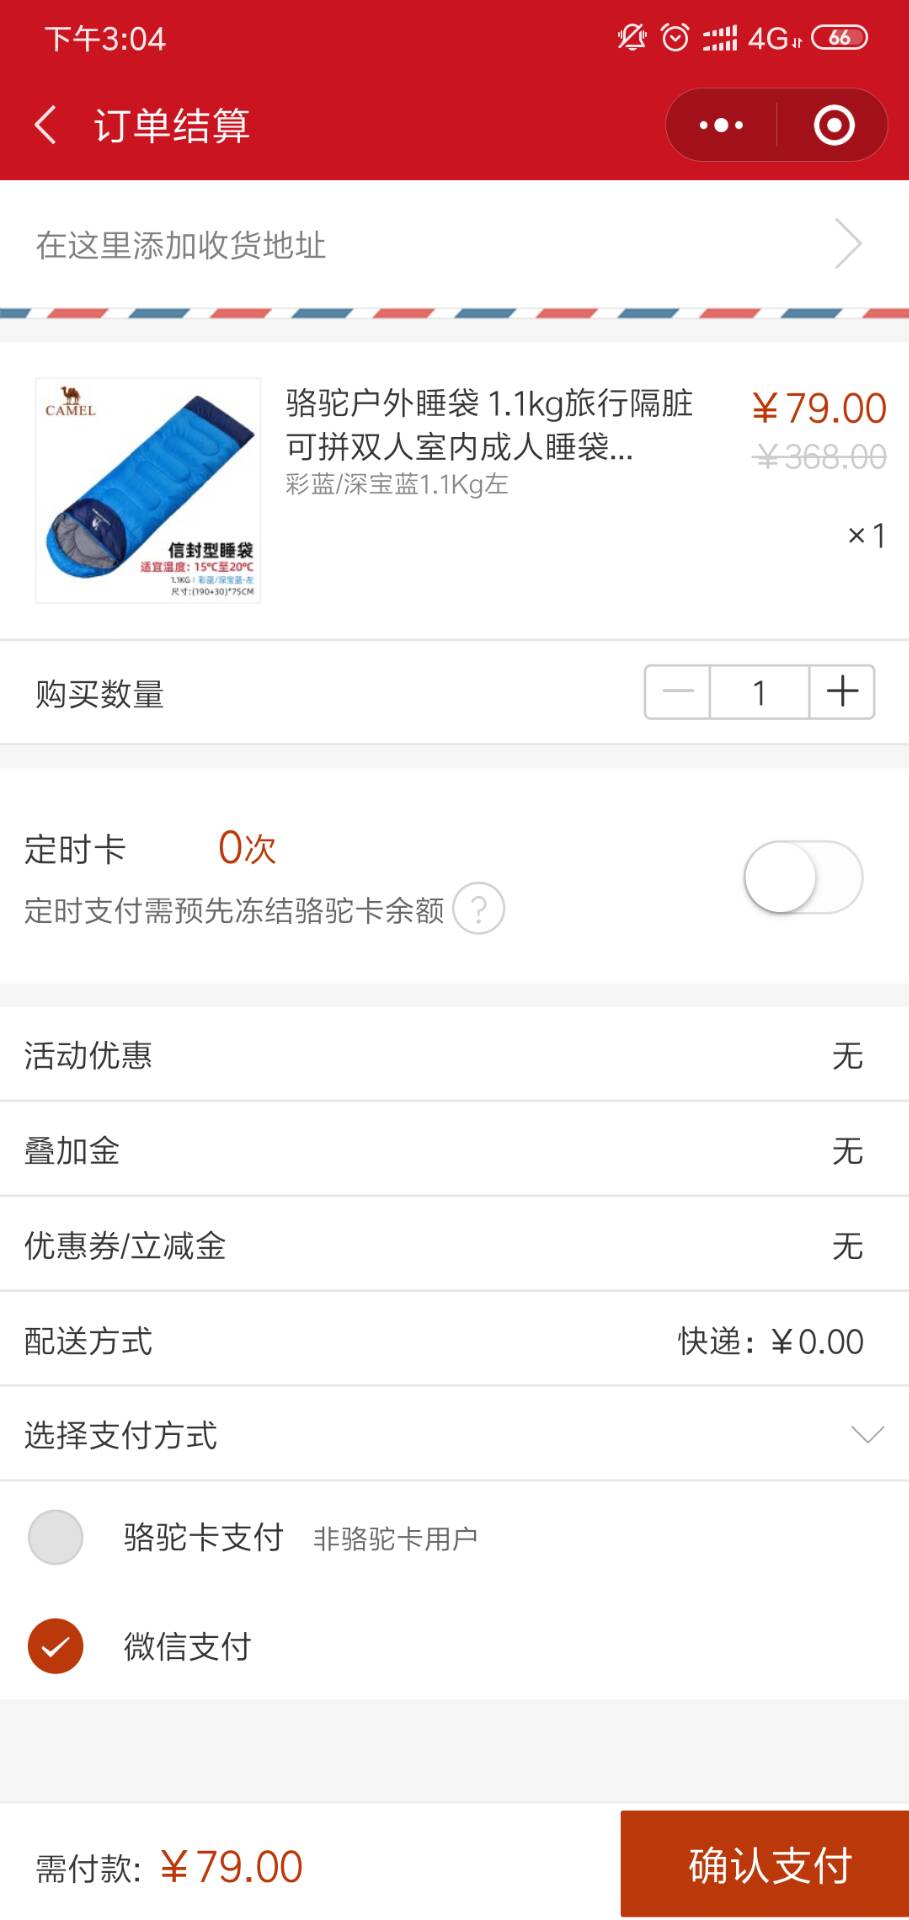 下午3:04
4G
66
订单结算
在这里添加收货地址
CAMEL
信封型睡袋
适宜温度：15℃至20℃
1.1KG | 彩蓝/深宝蓝-左
尺寸:(190+30)*75CM
骆驼户外睡袋 1.1kg旅行隔脏
可拼双人室内成人睡袋...
彩蓝/深宝蓝1.1Kg左
￥79.00
￥368.00
×1
购买数量
1
定时卡 0次
定时支付需预先冻结骆驼卡余额 ?
活动优惠 无
叠加金 无
优惠券/立减金 无
配送方式 快递：￥0.00
选择支付方式
骆驼卡支付 非骆驼卡用户
微信支付
需付款: ￥79.00
确认支付